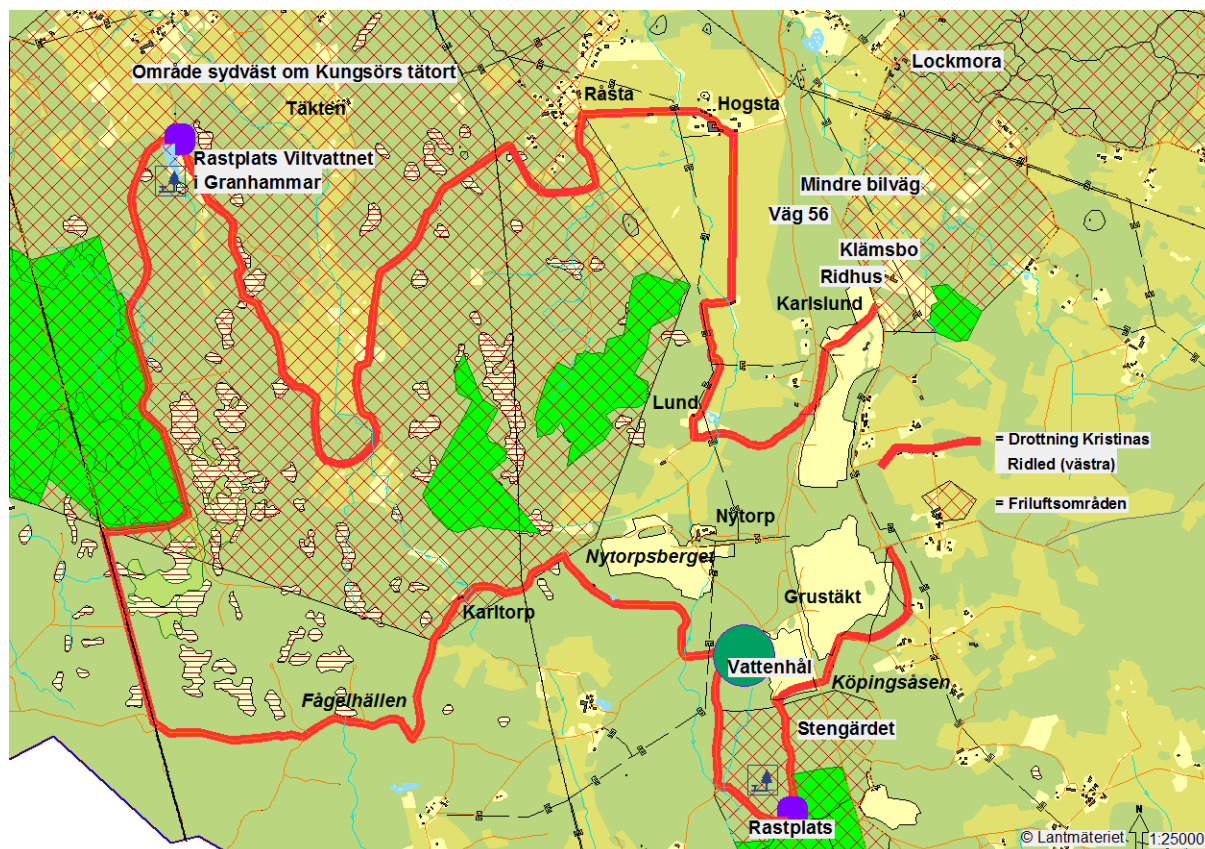 Lockmora
Område sydväst om Kungsörs tätort
Råsta
Hogsta
Täkten
Rastplats Viltvattnet
i Granhammar
Mindre bilväg
Väg 56
Klämsbo
Ridhus
Karlslund
Lund
= Drottning Kristinas
Ridled (västra)
= Friluftsområden
Nytorp
Nytorpsberget
Grustäkt
Karltorp
Vattenhål
Köpingsåsen
Fågelhällen
Stengärdet
Rastplats
N
© Lantmäteriet
1:25000